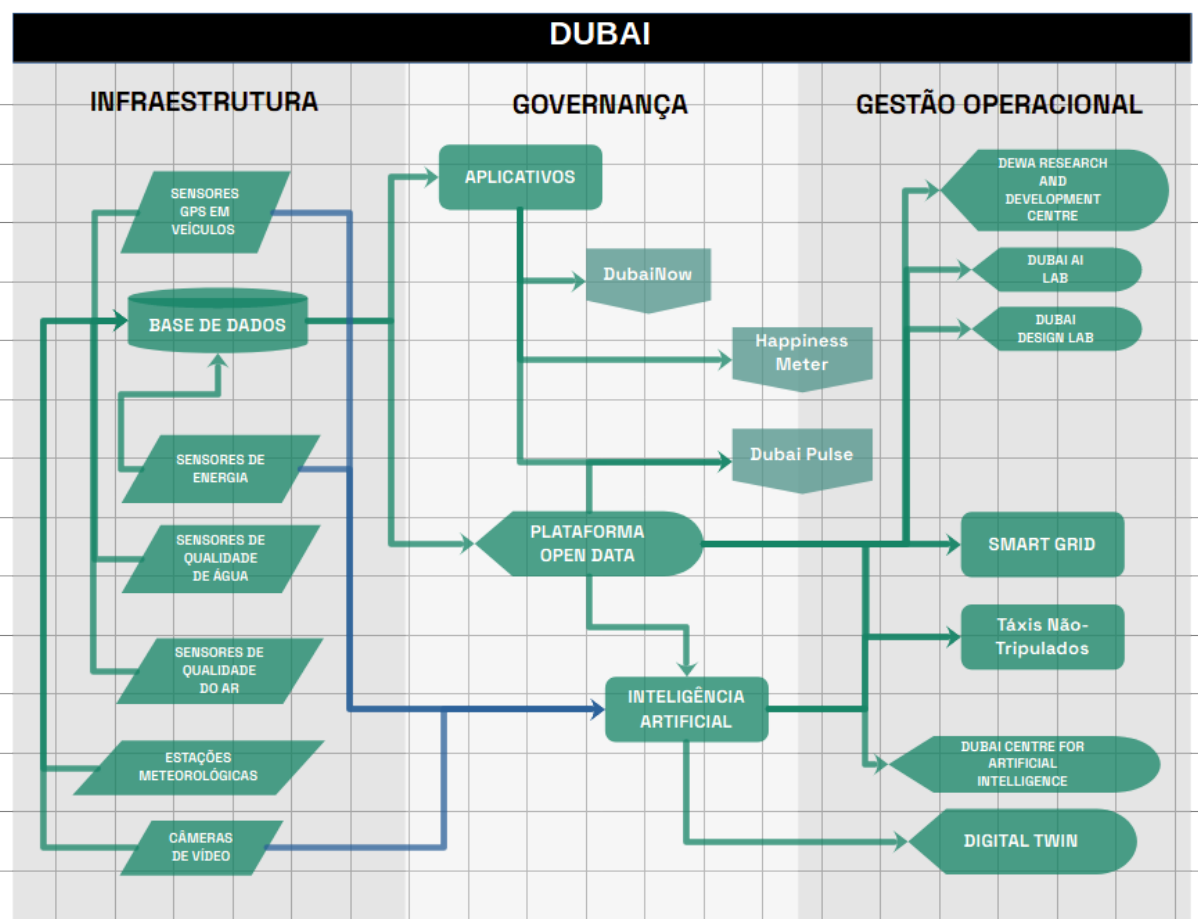 DUBAI
INFRAESTRUTURA
SENSORES
GPS EM
VEÍCULOS
BASE DE DADOS
SENSORES DE
ENERGIA
SENSORES DE
QUALIDADE
DE ÁGUA
SENSORES DE
QUALIDADE
DO AR
ESTAÇÕES
METEOROLÓGICAS
CÂMERAS
DE VÍDEO
GOVERNANÇA
APLICATIVOS
DubaiNow
Happiness
Meter
Dubai Pulse
PLATAFORMA
OPEN DATA
INTELIGÊNCIA
ARTIFICIAL
GESTÃO OPERACIONAL
DEWA RESEARCH
AND
DEVELOPMENT
CENTRE
DUBAI AI
LAB
DUBAI
DESIGN LAB
SMART GRID
Táxis Não-
Tripulados
DUBAI CENTRE FOR
ARTIFICIAL
INTELLIGENCE
DIGITAL TWIN